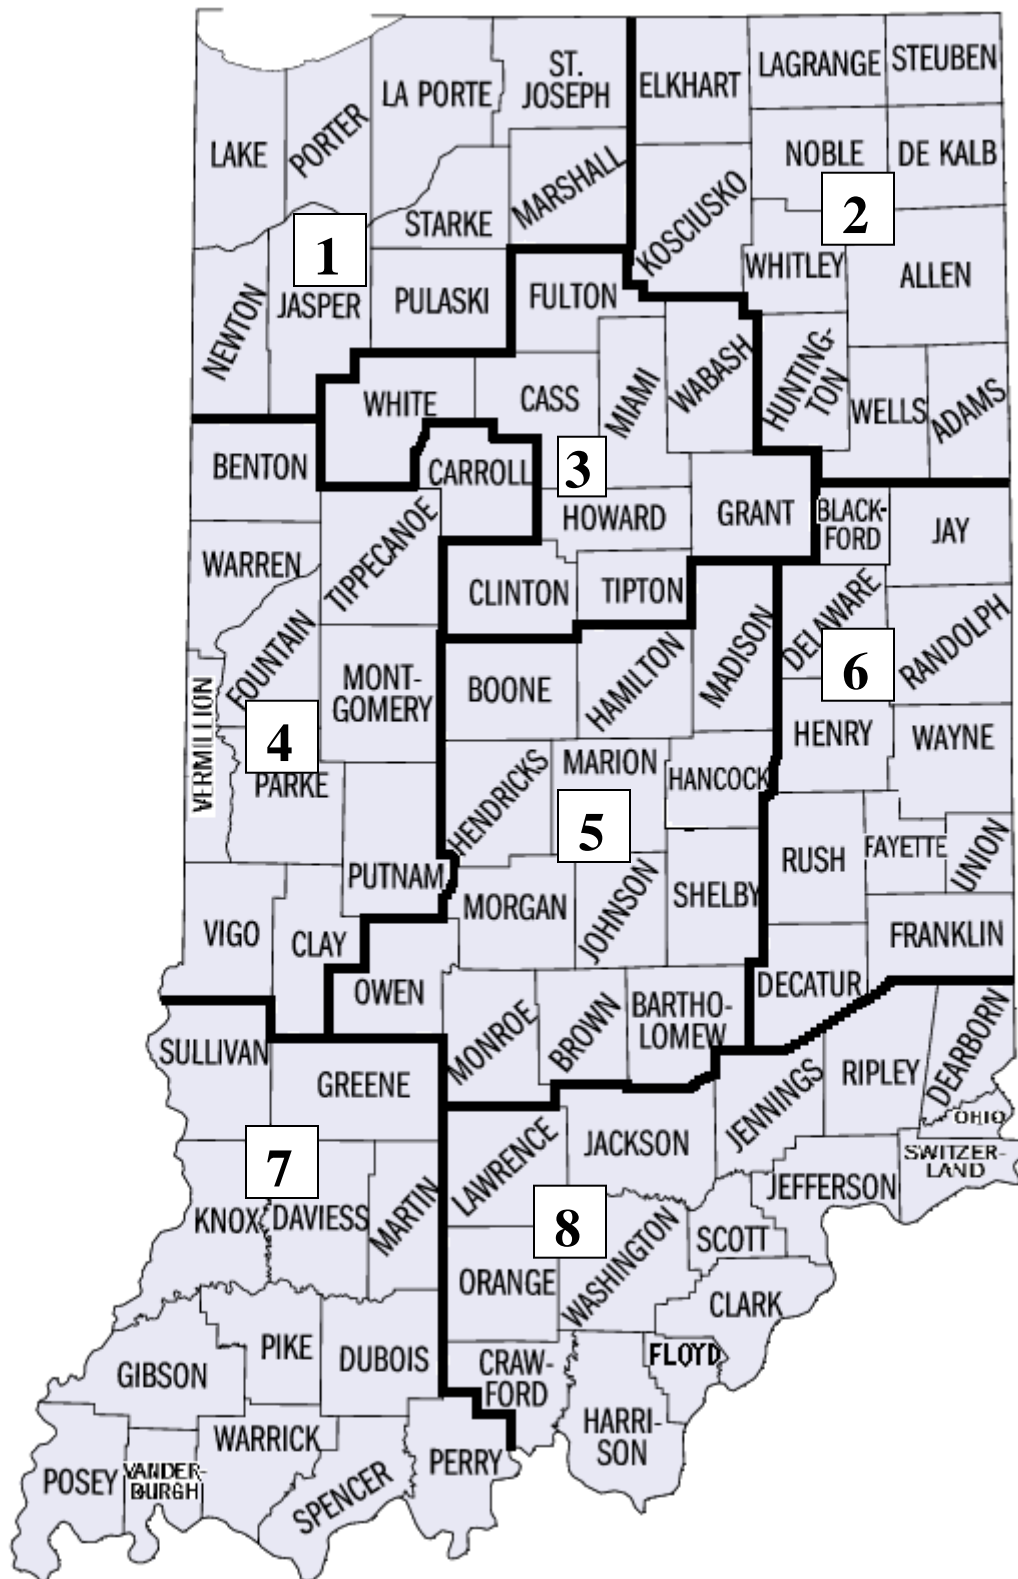 ST.
JOSEPH
LA PORTE
ELKHART
LAGRANGE
STEUBEN
LAKE
PORTER
NOBLE
DE KALB
MARSHALL
STARKE
KOSCIUSKO
2
1
WHITLEY
ALLEN
NEWTON
JASPER
PULASKI
FULTON
WHITE
CASS
MIAMI
WABASH
HUNTING-
TON
WELLS
ADAMS
BENTON
CARROLL
3
HOWARD
GRANT
BLACK-
FORD
JAY
WARREN
TIPPECANOE
CLINTON
TIPTON
DELAWARE
RANDOLPH
FOUNTAIN
MONT-
GOMERY
BOONE
HAMILTON
MADISON
6
VERMILLION
4
PARKE
HENDRICKS
MARION
HANCOCK
HENRY
WAYNE
5
PUTNAM
MORGAN
JOHNSON
SHELBY
RUSH
FAYETTE
UNION
VIGO
CLAY
OWEN
FRANKLIN
DECATUR
MONROE
BROWN
BARTHO-
LOMEW
SULLIVAN
GREENE
JENNINGS
RIPLEY
DEARBORN
OHIO
LAWRENCE
JACKSON
SWITZER-
LAND
7
JEFFERSON
KNOX
DAVIESS
MARTIN
8
WASHINGTON
SCOTT
ORANGE
CLARK
GIBSON
PIKE
DUBOIS
CRAW-
FORD
FLOYD
HARRI-
SON
POSEY
VANDER-
BURGH
WARRICK
SPENCER
PERRY